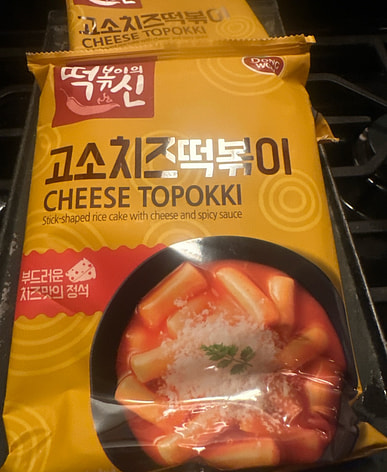 고소치즈떡볶이
CHEESE TOPOKKI
떡볶이의
신
DONG
WON
고소치즈떡볶이
CHEESE TOPOKKI
Stick-shaped rice cake with cheese and spicy sauce
부드러운
치즈맛의 정석